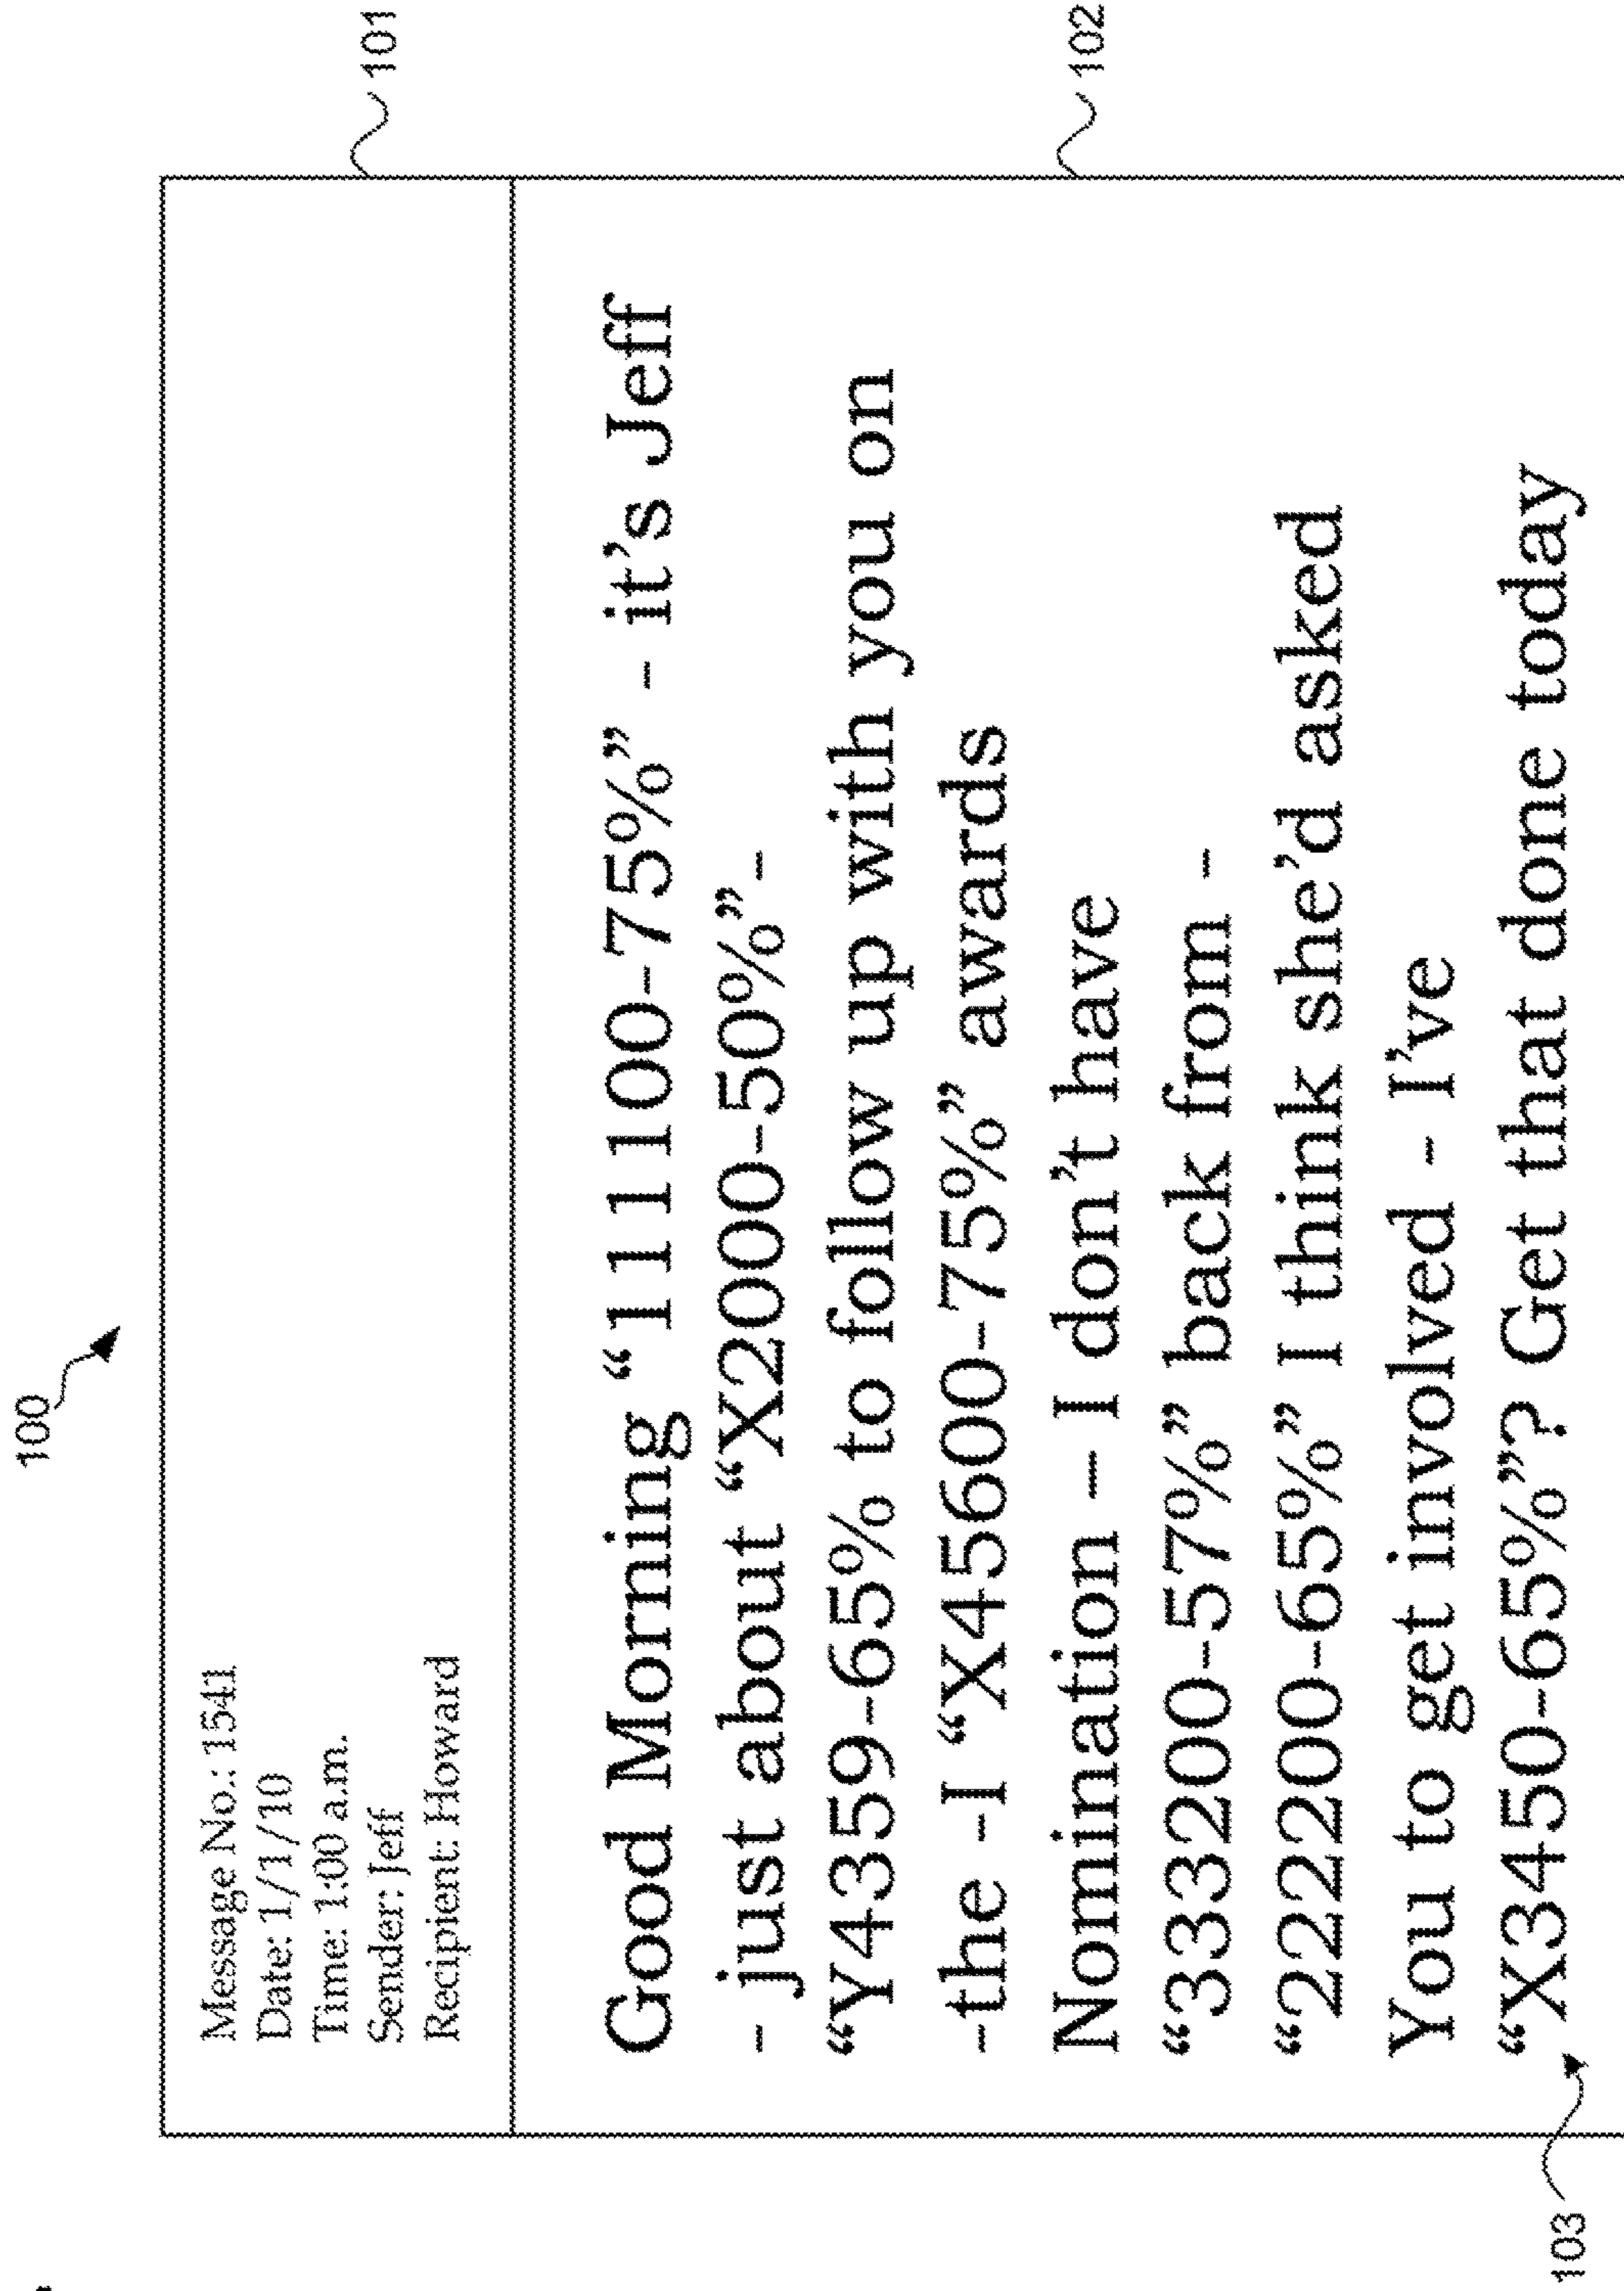 100
Message No.: 1541
Date: 1/1/10
Time: 1:00 a.m.
Sender: Jeff
Recipient: Howard
101
Good Morning “11100-75%” - it’s Jeff
- just about “X2000-50%”-
“Y4359-65% to follow up with you on
-the -I “X45600-75%” awards
Nomination – I don’t have
“33200-57%” back from -
“22200-65%” I think she’d asked
You to get involved - I’ve
“X3450-65%”? Get that done today
102
103